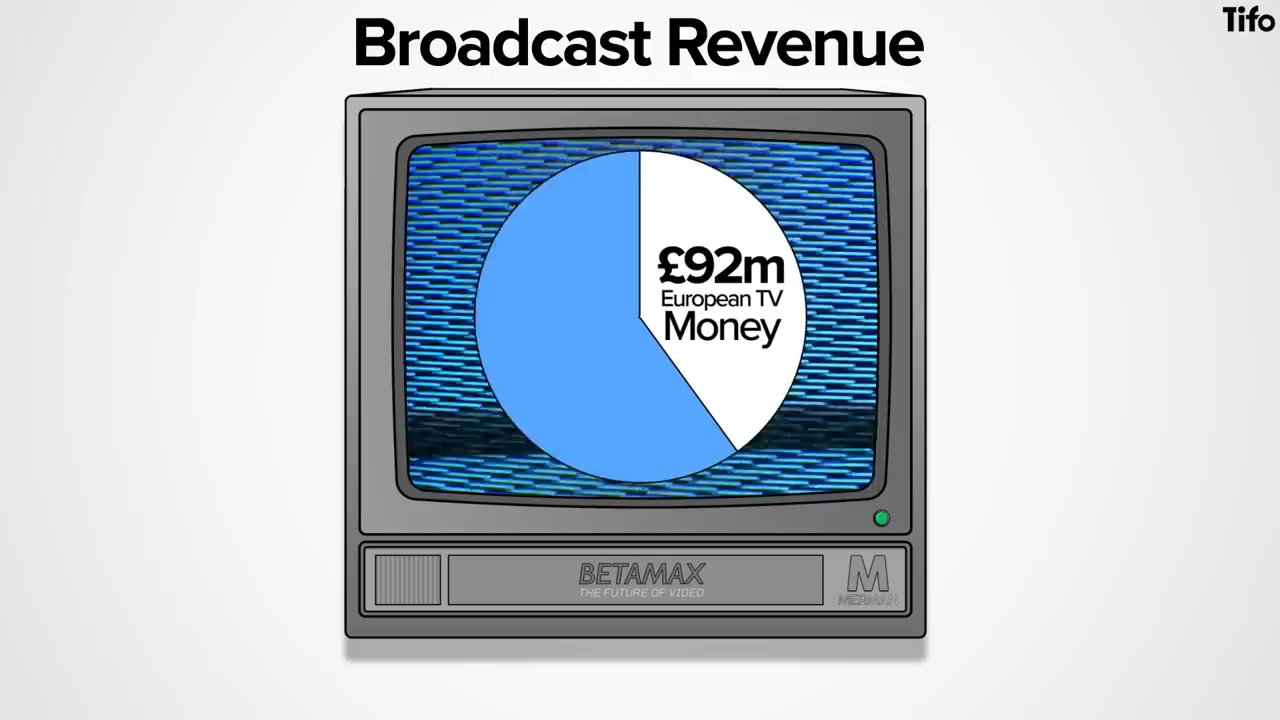 Tifo
Broadcast Revenue
£92m
European TV
Money
BETAMAX
THE FUTURE OF VIDEO
M
MERMAN